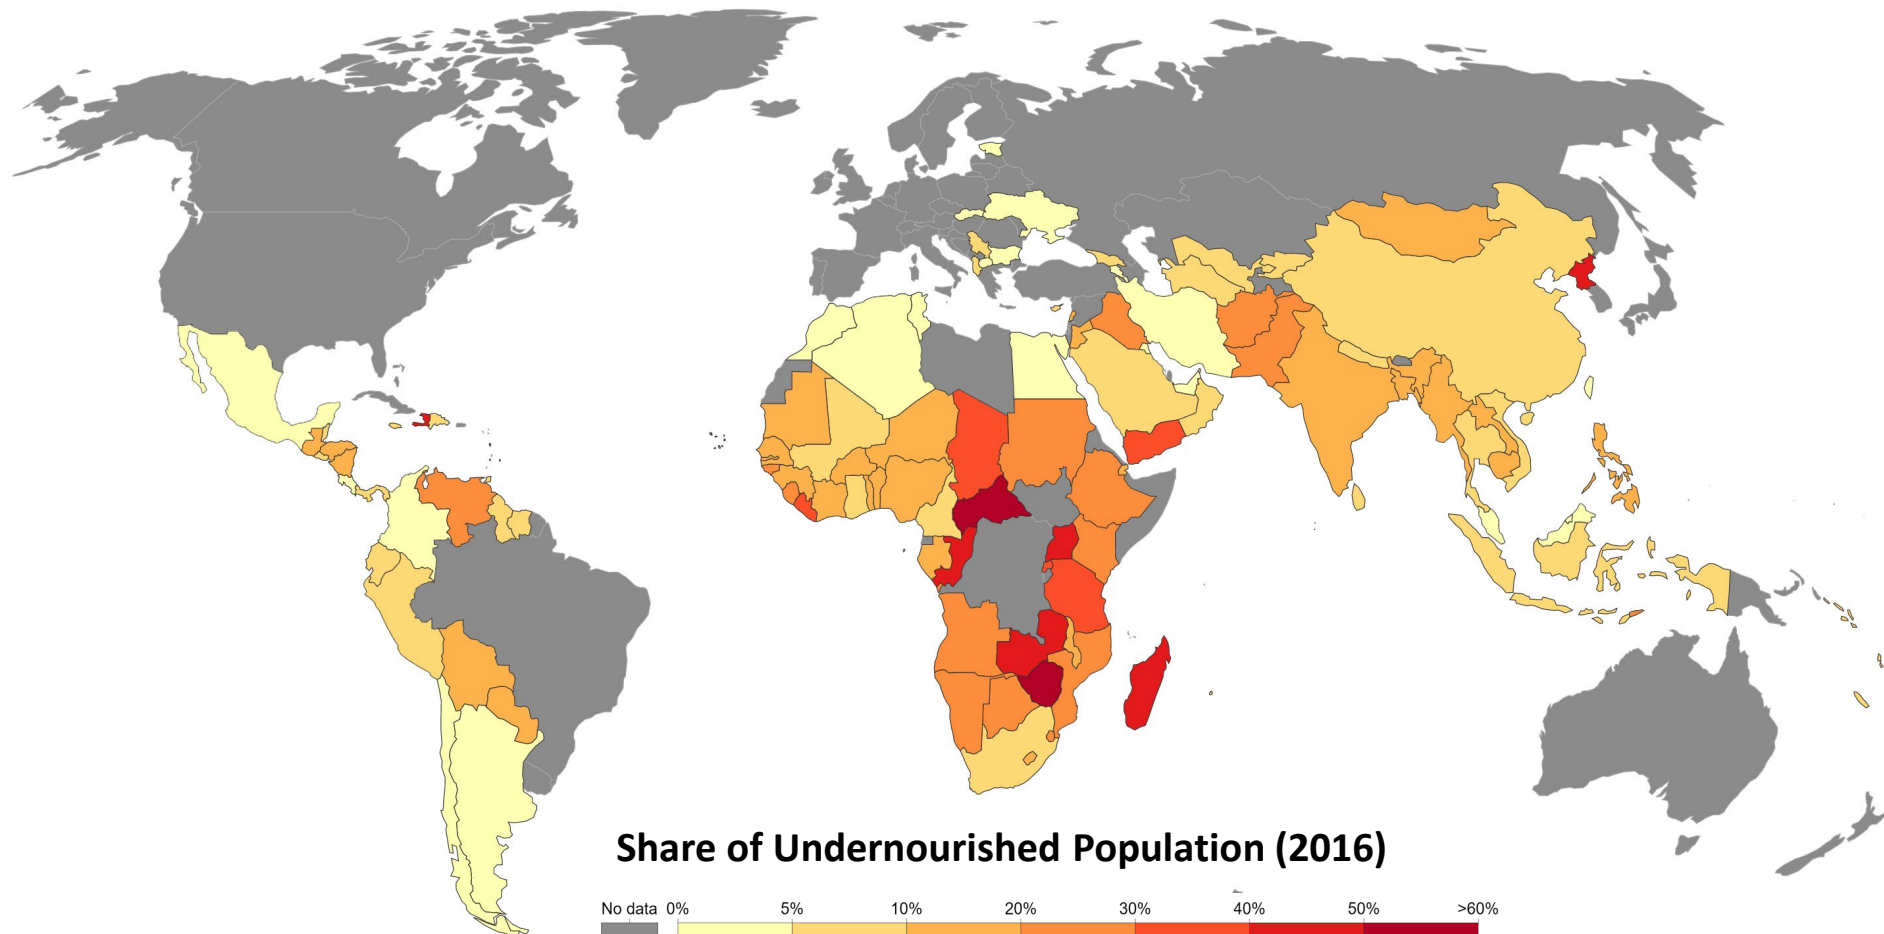 Share of Undernourished Population (2016)
No data 0% 5% 10% 20% 30% 40% 50% >60%